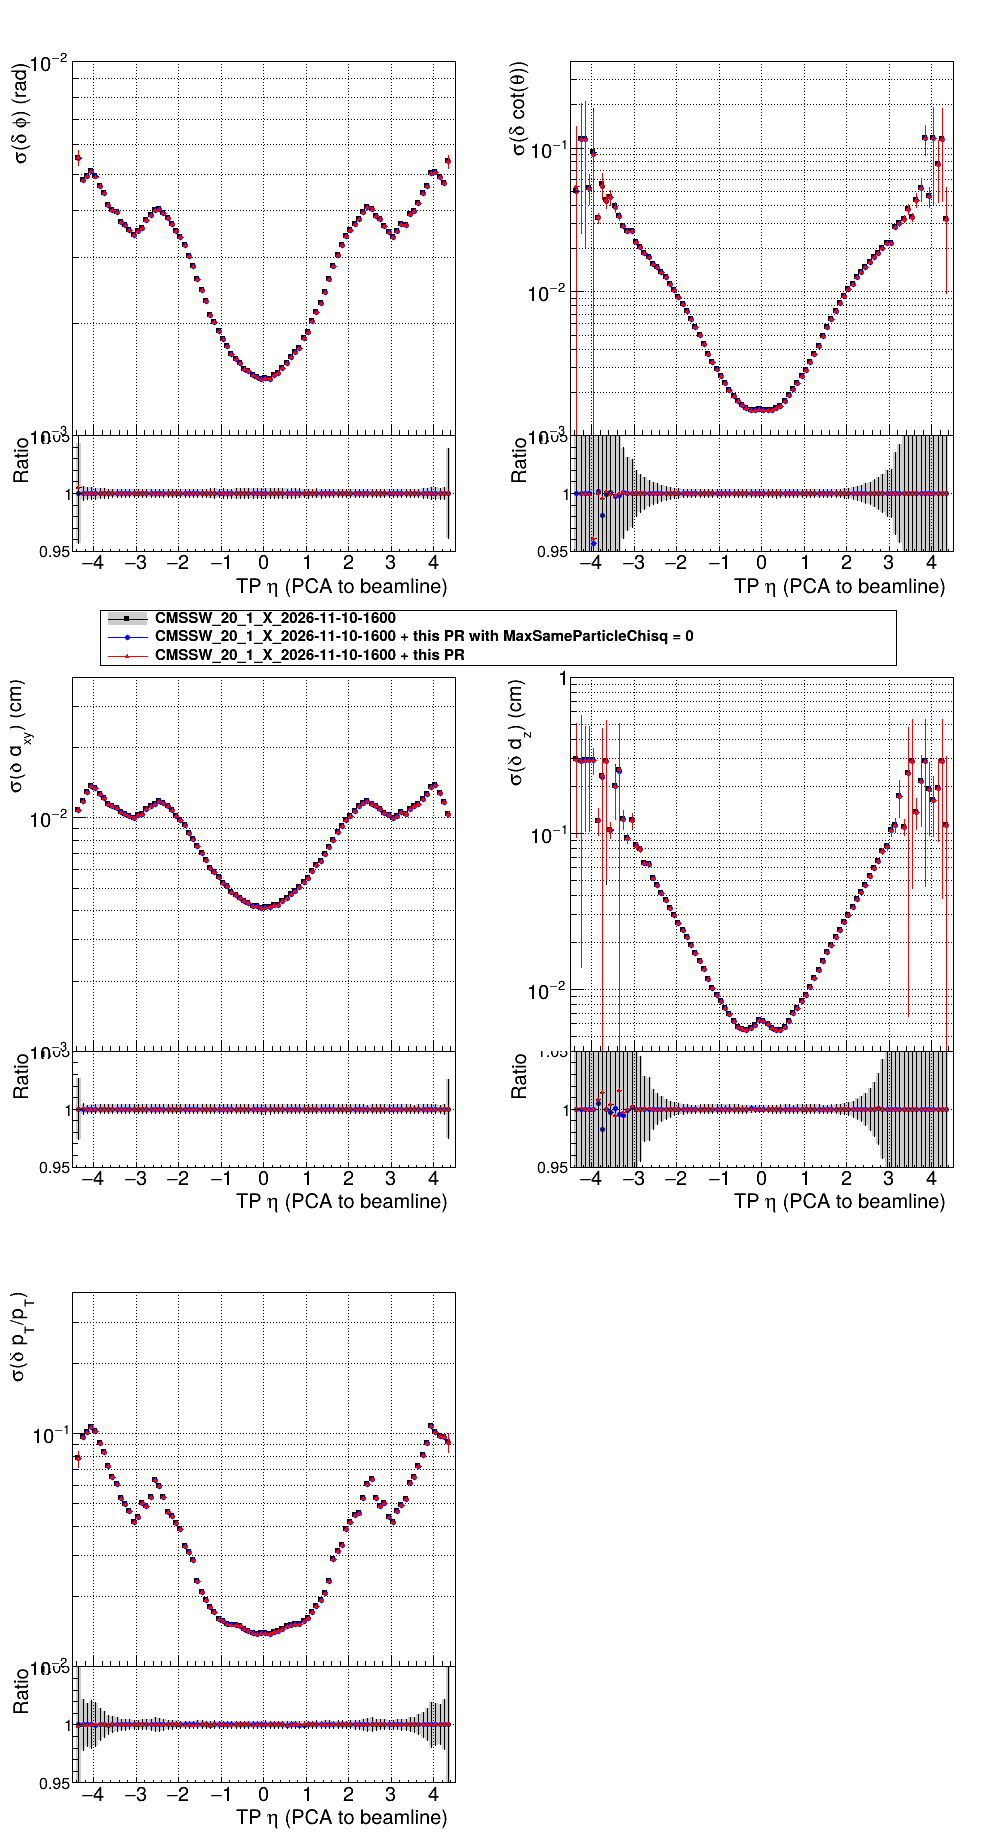 σ(δ φ) (rad)
10−2
10−3
Ratio
1
0.95
−4 −3 −2 −1 0 1 2 3 4
TP η (PCA to beamline)
σ(δ cot(θ))
10−1
10−2
10−3
Ratio
1
0.95
−4 −3 −2 −1 0 1 2 3 4
TP η (PCA to beamline)
CMSSW_20_1_X_2026-11-10-1600
CMSSW_20_1_X_2026-11-10-1600 + this PR with MaxSameParticleChisq = 0
CMSSW_20_1_X_2026-11-10-1600 + this PR
σ(δ dxy) (cm)
10−2
10−3
Ratio
1
0.95
−4 −3 −2 −1 0 1 2 3 4
TP η (PCA to beamline)
σ(δ dz) (cm)
1
10−1
10−2
1.05
Ratio
1
0.95
−4 −3 −2 −1 0 1 2 3 4
TP η (PCA to beamline)
σ(δ pT/pT)
10−1
10−2
Ratio
1
0.95
−4 −3 −2 −1 0 1 2 3 4
TP η (PCA to beamline)